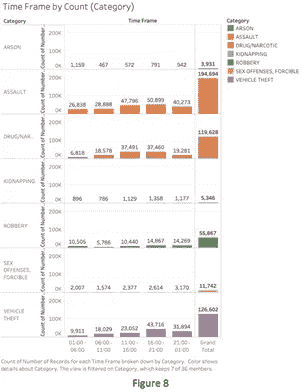 Time Frame by Count (Category)
Category
Time Frame
Category
ARSON
ASSAULT
DRUG/NARCOTIC
KIDNAPPING
ROBBERY
SEX OFFENSES, FORCIBLE
VEHICLE THEFT
ARSON
Count of Number..
200K
100K
0K
1,159 467 572 791 942 3,931
ASSAULT
Count of Number..
200K
100K
0K
26,838 28,888 47,796 50,899 40,273 194,694
DRUG/NAR..
Count of Number..
200K
100K
0K
6,818 18,578 37,491 37,460 19,281 119,628
KIDNAPPING
Count of Number..
200K
100K
0K
896 786 1,129 1,358 1,177 5,346
ROBBERY
Count of Number..
200K
100K
0K
10,505 5,786 10,440 14,867 14,269 55,867
SEX
OFFENSES,
FORCIBLE
Count of Number..
200K
100K
0K
2,007 1,574 2,377 2,614 3,170 11,742
VEHICLE
THEFT
Count of Number..
200K
100K
0K
9,911 18,029 23,052 43,716 31,894 126,602
01:00- 06:00- 11:00- 16:00- 21:00- Grand
06:00 11:00 16:00 21:00 01:00 Total
Count of Number of Records for each Time Frame broken down by Category. Color shows
details about Category. The view is filtered on Category, which keeps 7 of 36 members.
Figure 8